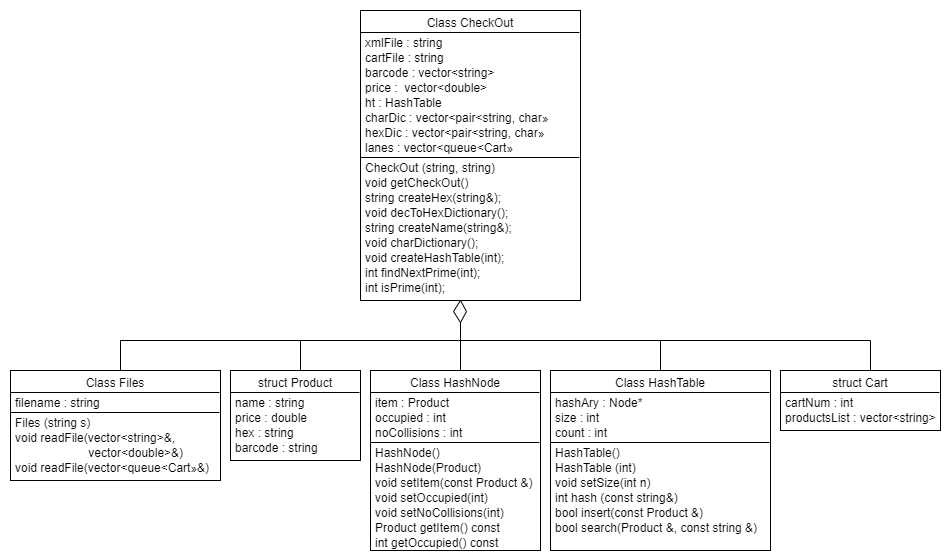 Class CheckOut
xmlFile : string
cartFile : string
barcode : vector<string>
price :  vector<double>
ht : HashTable
charDic : vector<pair<string, char»
hexDic : vector<pair<string, char»
lanes : vector<queue<Cart»
CheckOut (string, string)
void getCheckOut()
string createHex(string&);
void decToHexDictionary();
string createName(string&);
void charDictionary();
void createHashTable(int);
int findNextPrime(int);
int isPrime(int);
Class Files
filename : string
Files (string s)
void readFile(vector<string>&,
vector<double>&)
void readFile(vector<queue<Cart»&)
struct Product
name : string
price : double
hex : string
barcode : string
Class HashNode
item : Product
occupied : int
noCollisions : int
HashNode()
HashNode(Product)
void setItem(const Product &)
void setOccupied(int)
void setNoCollisions(int)
Product getItem() const
int getOccupied() const
Class HashTable
hashAry : Node*
size : int
count : int
HashTable()
HashTable (int)
void setSize(int n)
int hash (const string&)
bool insert(const Product &)
bool search(Product &, const string &)
struct Cart
cartNum : int
productsList : vector<string>